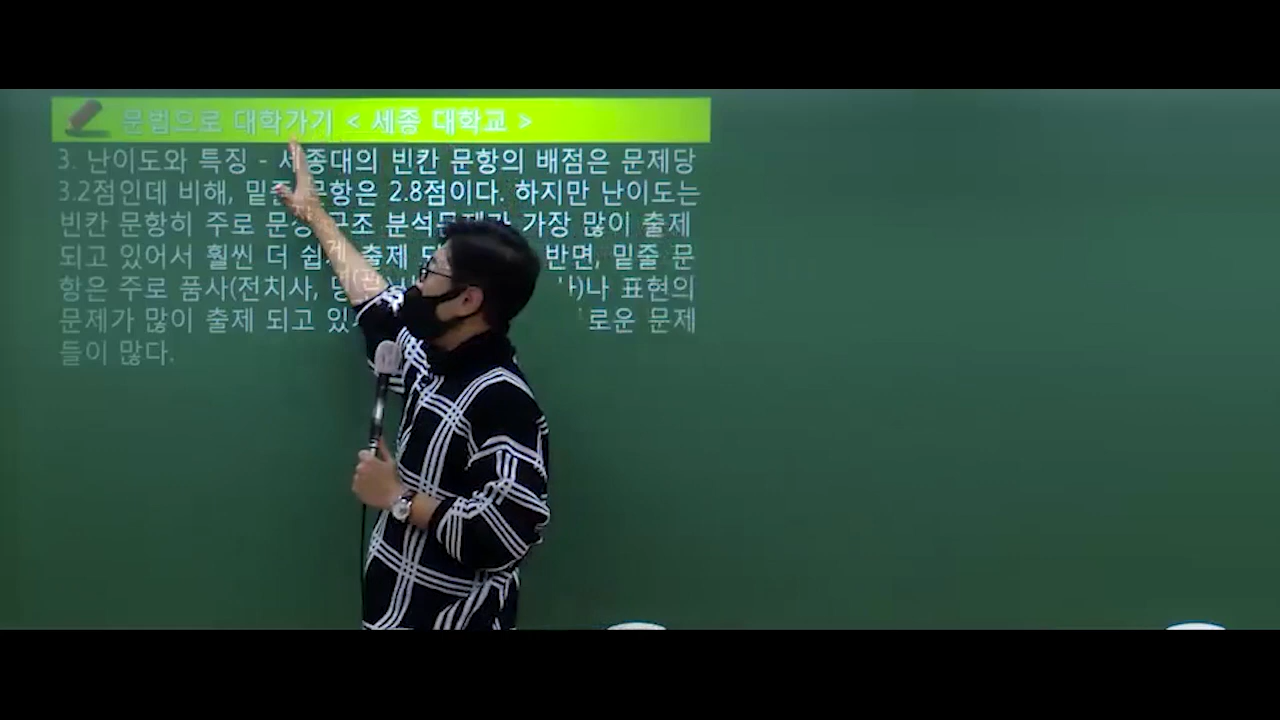 문법으로 대학가기 < 세종 대학교 >
3. 난이도와 특징 - 세종대의 빈칸 문항의 배점은 문제당
3.2점인데 비해, 밑줄 문항은 2.8점이다. 하지만 난이도는
빈칸 문항히 주로 문장 구조 분석문제가 가장 많이 출제
되고 있어서 훨씬 더 쉽게 출제 반면, 밑줄 문
항은 주로 품사(전치사, 표현의
문제가 많이 출제 되고 문제
들이 많다.